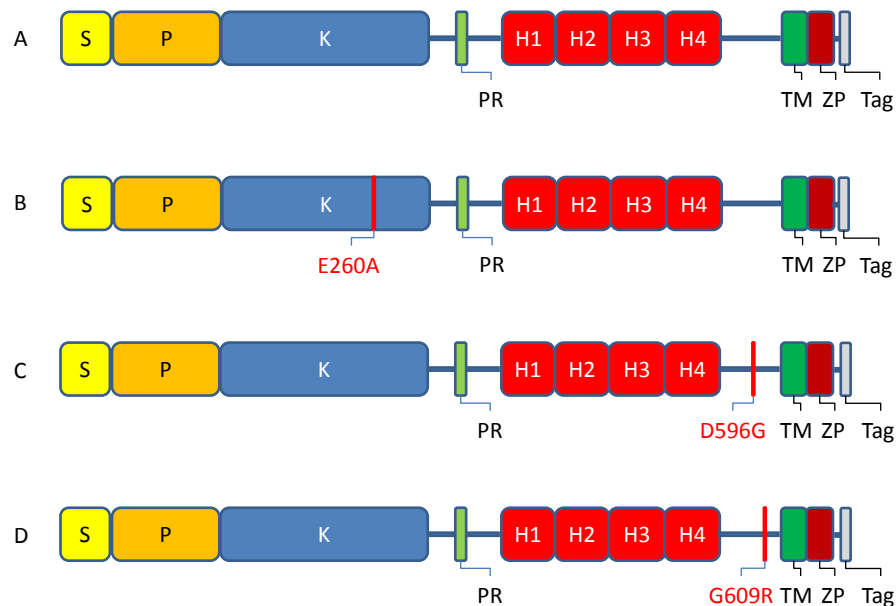 A S P K H1 H2 H3 H4
PR TM ZP Tag
B S P K H1 H2 H3 H4
E260A PR TM ZP Tag
C S P K H1 H2 H3 H4
PR D596G TM ZP Tag
D S P K H1 H2 H3 H4
PR G609R TM ZP Tag